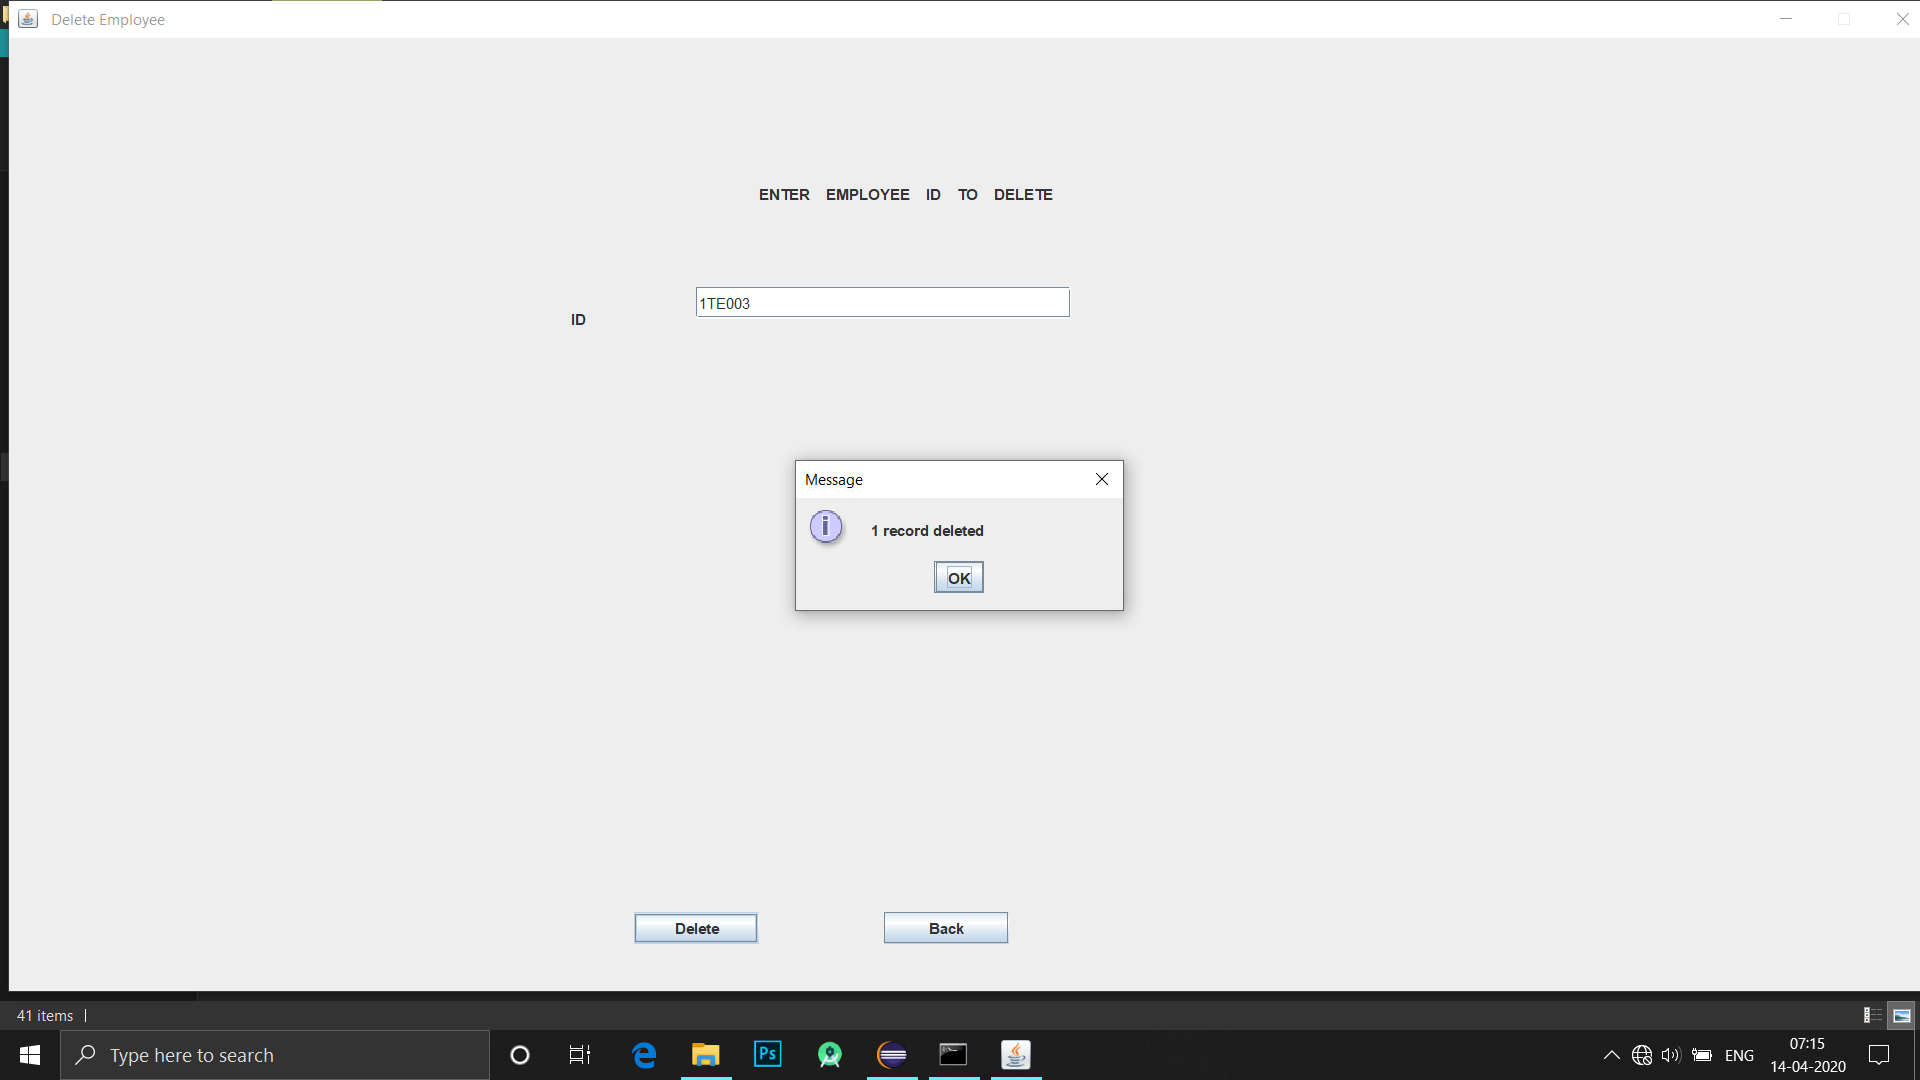 Delete Employee
ENTER EMPLOYEE ID TO DELETE
ID
1TE003
Message
i
1 record deleted
OK
Delete
Back
41 items
Type here to search
Ps
ENG
07:15
14-04-2020